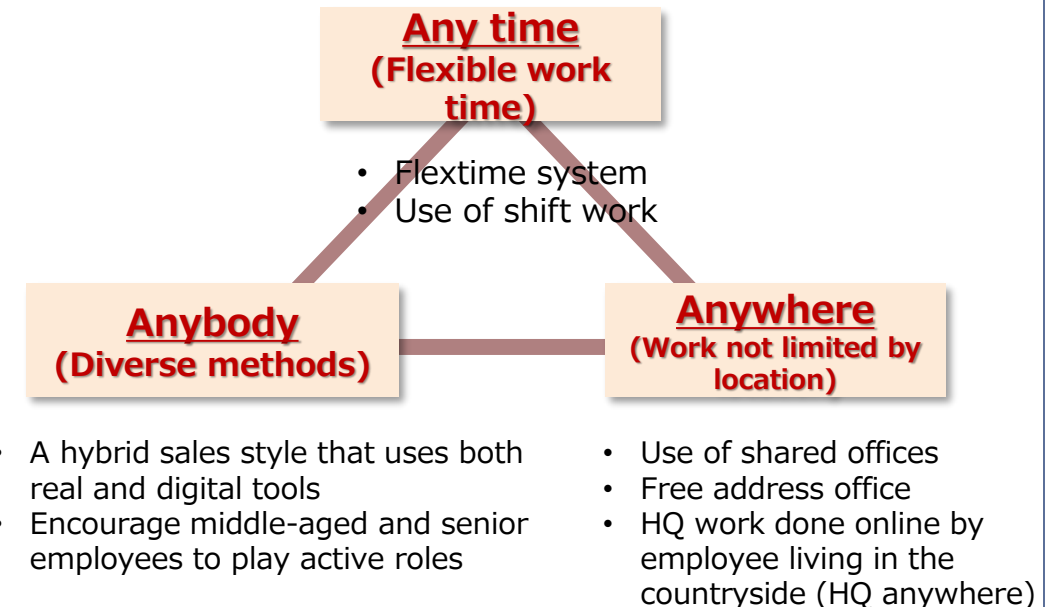 Any time
(Flexible work
time)
• Flextime system
• Use of shift work
Anybody
(Diverse methods)
Anywhere
(Work not limited by
location)
• A hybrid sales style that uses both
real and digital tools
• Encourage middle-aged and senior
employees to play active roles
• Use of shared offices
• Free address office
• HQ work done online by
employee living in the
countryside (HQ anywhere)